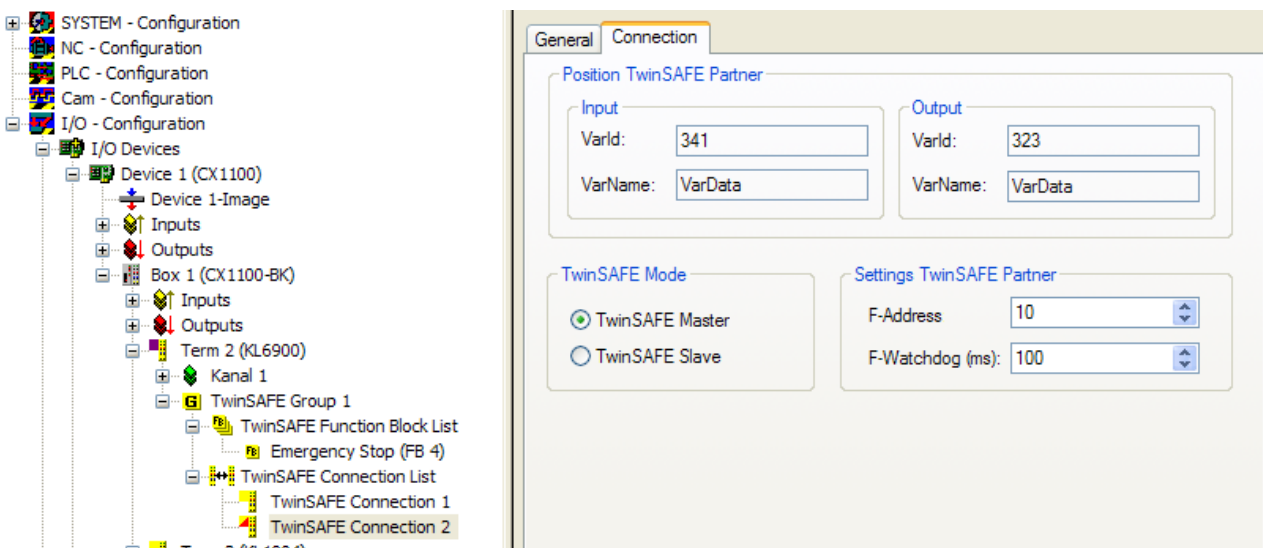 SYSTEM - Configuration
NC - Configuration
PLC - Configuration
Cam - Configuration
I/O - Configuration
I/O Devices
Device 1 (CX1100)
Device 1-Image
Inputs
Outputs
Box 1 (CX1100-BK)
Inputs
Outputs
Term 2 (KL6900)
Kanal 1
G TwinSAFE Group 1
FB TwinSAFE Function Block List
FB Emergency Stop (FB 4)
TwinSAFE Connection List
TwinSAFE Connection 1
TwinSAFE Connection 2
General Connection
Position TwinSAFE Partner
Input Output
VarId: 341 VarId: 323
VarName: VarData VarName: VarData
TwinSAFE Mode Settings TwinSAFE Partner
TwinSAFE Master F-Address 10
TwinSAFE Slave F-Watchdog (ms): 100